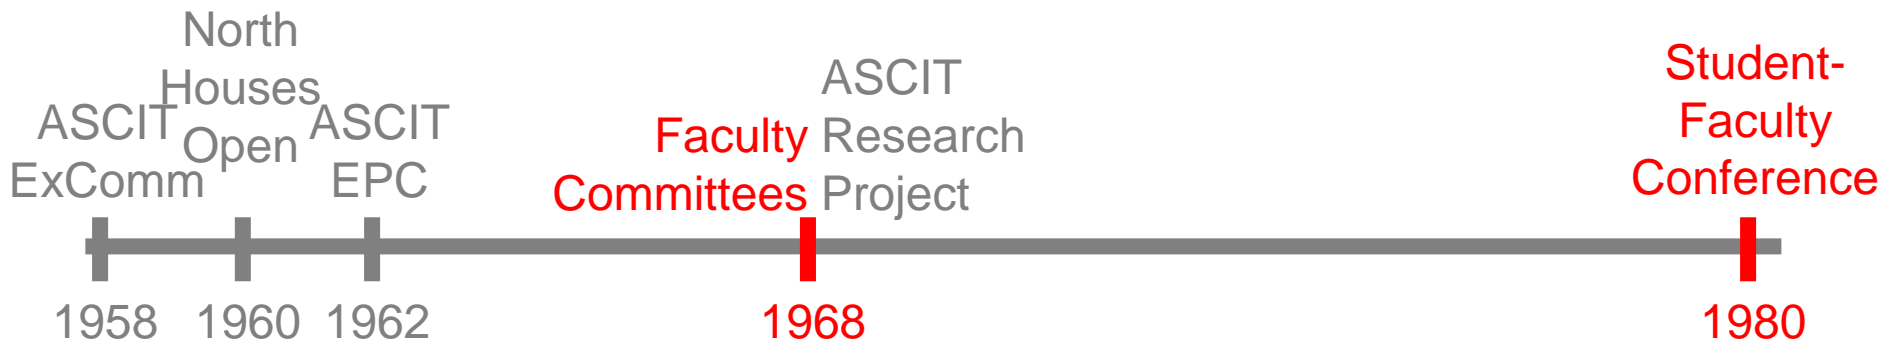 North
Houses
Open
ASCIT
ExComm
ASCIT
EPC
Faculty
Committees
ASCIT
Research
Project
Student-
Faculty
Conference
1958
1960
1962
1968
1980